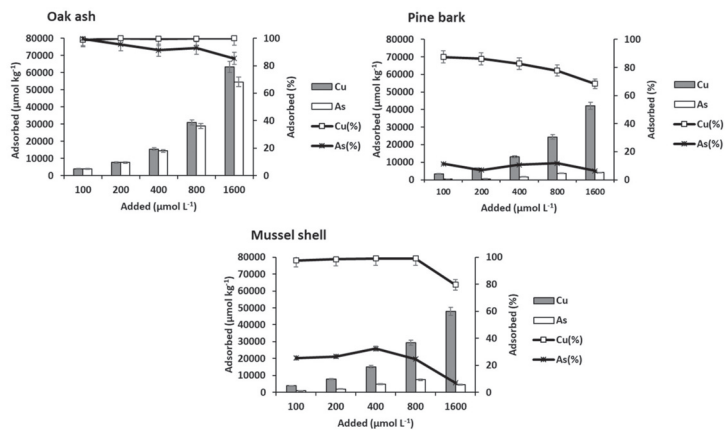 Oak ash
Adsorbed (µmol kg⁻¹)
80000
70000
60000
50000
40000
30000
20000
10000
0
100
80
60
40
20
0
Adsorbed (%)
100 200 400 800 1600
Added (µmol L⁻¹)
Cu
As
Cu(%)
As(%)
Pine bark
Adsorbed (µmol kg⁻¹)
80000
70000
60000
50000
40000
30000
20000
10000
0
100
80
60
40
20
0
Adsorbed (%)
100 200 400 800 1600
Added (µmol L⁻¹)
Cu
As
Cu(%)
As(%)
Mussel shell
Adsorbed (µmol kg⁻¹)
80000
70000
60000
50000
40000
30000
20000
10000
0
100
80
60
40
20
0
Adsorbed (%)
100 200 400 800 1600
Added (µmol L⁻¹)
Cu
As
Cu(%)
As(%)